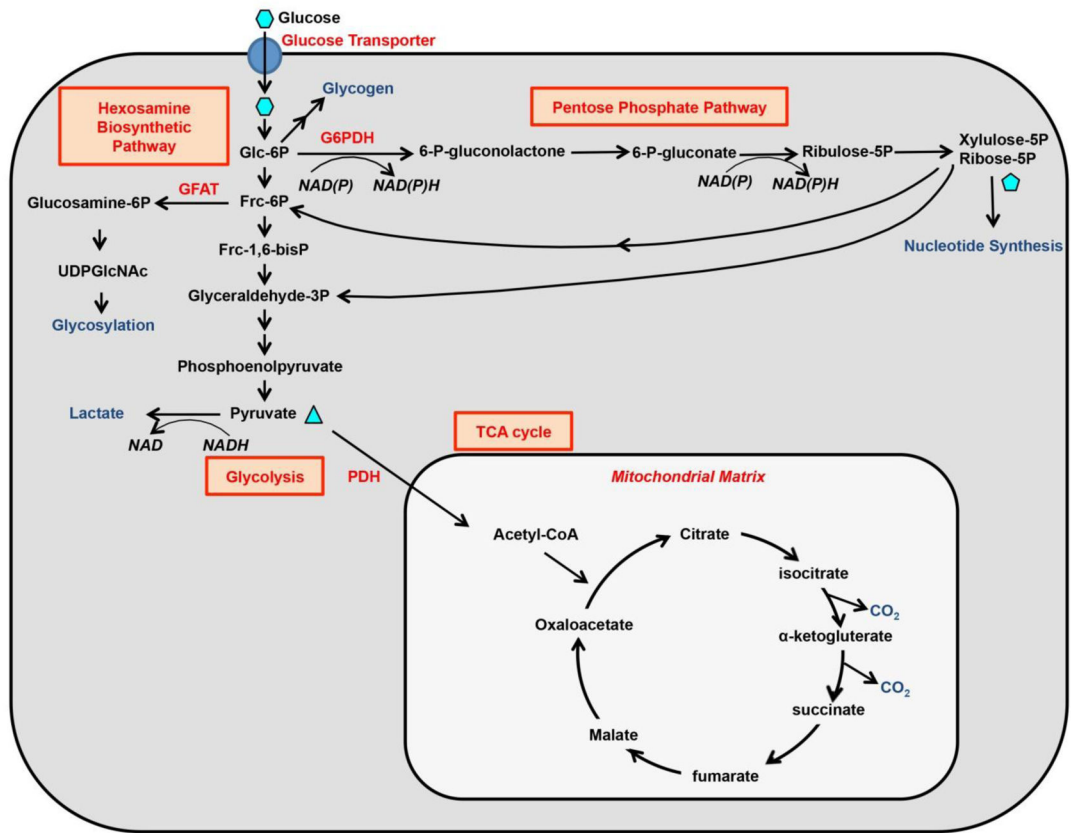 Glucose
Glucose Transporter
Hexosamine
Biosynthetic
Pathway
Glycogen
Pentose Phosphate Pathway
Glc-6P
G6PDH
6-P-gluconolactone
6-P-gluconate
Ribulose-5P
Xylulose-5P
Ribose-5P
NAD(P)
NAD(P)H
NAD(P)
NAD(P)H
GFAT
Glucosamine-6P
Frc-6P
Nucleotide Synthesis
Frc-1,6-bisP
UDPGlcNAc
Glyceraldehyde-3P
Glycosylation
Phosphoenolpyruvate
Lactate
Pyruvate
NAD
NADH
TCA cycle
Glycolysis
PDH
Mitochondrial Matrix
Acetyl-CoA
Citrate
isocitrate
CO₂
Oxaloacetate
α-ketogluterate
CO₂
succinate
Malate
fumarate